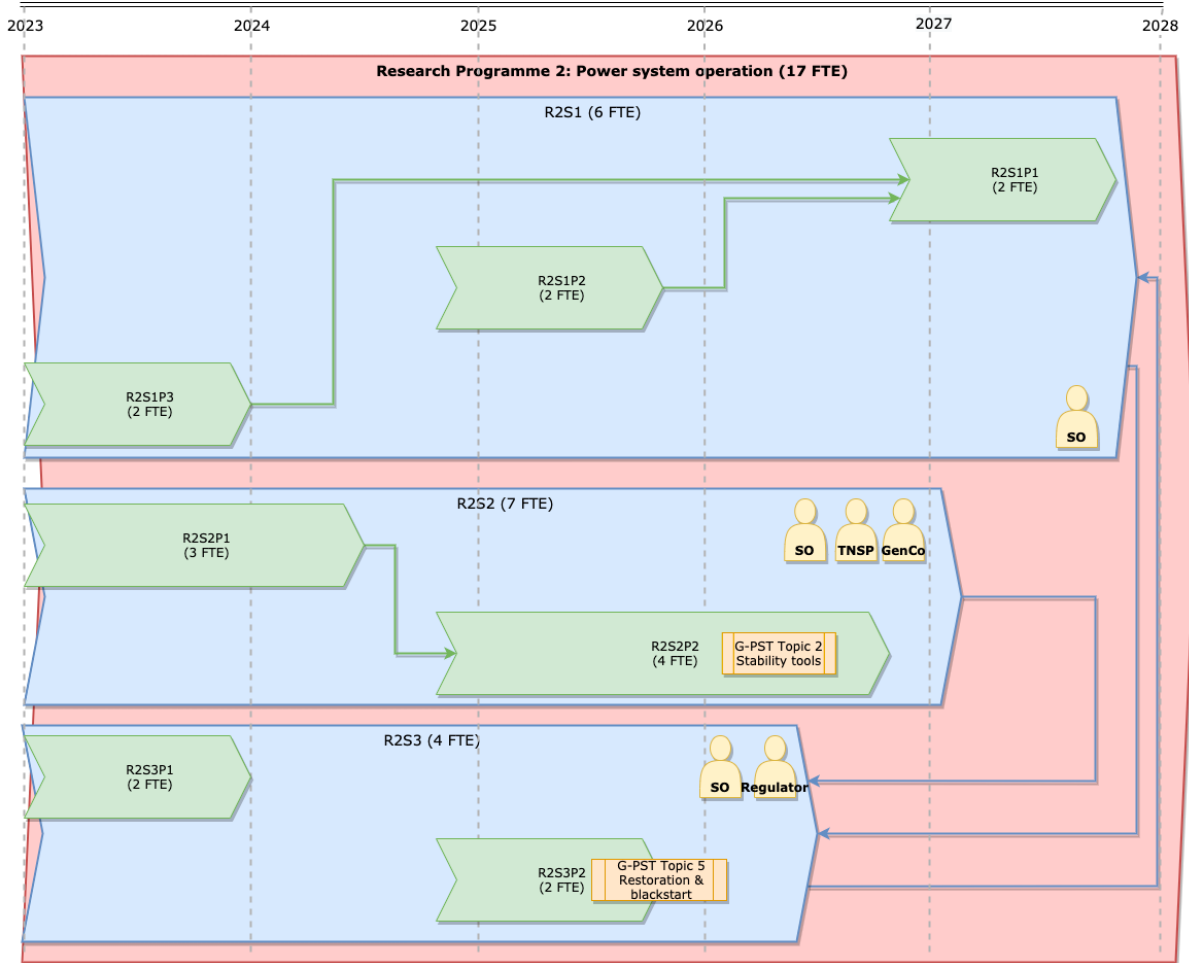 2023
2024
2025
2026
2027
2028
Research Programme 2: Power system operation (17 FTE)
R2S1 (6 FTE)
R2S1P1
(2 FTE)
R2S1P2
(2 FTE)
R2S1P3
(2 FTE)
SO
R2S2 (7 FTE)
R2S2P1
(3 FTE)
SO
TNSP
GenCo
R2S2P2
(4 FTE)
G-PST Topic 2
Stability tools
R2S3 (4 FTE)
R2S3P1
(2 FTE)
SO
Regulator
R2S3P2
(2 FTE)
G-PST Topic 5
Restoration &
blackstart